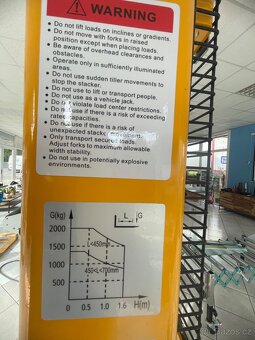 WARNING
• Do not lift loads on inclines or gradients.
• Do not move with forks in raised
position except when placing loads.
• Be aware of overhead clearances and
obstacles.
• Operate only in sufficiently illuminated
areas.
• Do not use sudden tiller movements to
stop the stacker.
• Do not use to lift or transport people.
• Do not use as a vehicle jack.
• Do not violate load center restrictions.
• Do not use if there is a risk of exceeding
rated capacities.
• Do not use if there is a risk of
unexpected stacker movement.
• Only transport secured loads.
Adjust forks to maximum allowable
width stability.
• Do not use in potentially explosive
environments.
G(kg)
L G
2000
<450mm
1500
1000
450<L<700mm
500
0 0.5 1.0 1.6 H(m)